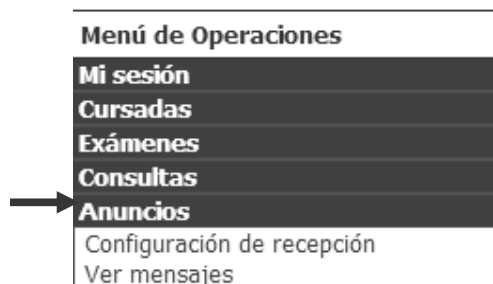 Menú de Operaciones
Mi sesión
Cursadas
Exámenes
Consultas
Anuncios
Configuración de recepción
Ver mensajes